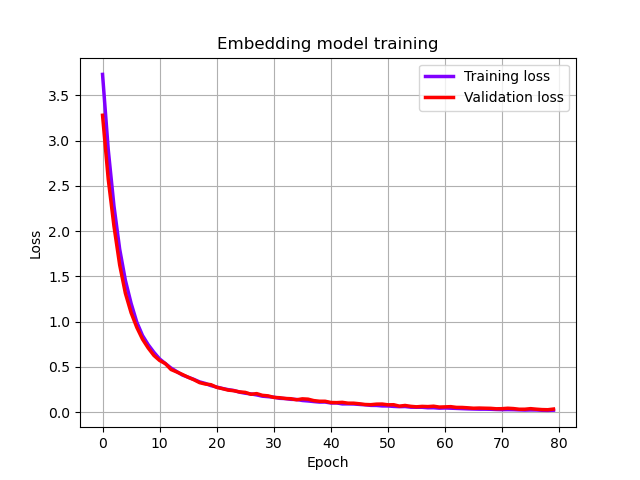 Embedding model training
Training loss
Validation loss
Loss
3.5
3.0
2.5
2.0
1.5
1.0
0.5
0.0
0 10 20 30 40 50 60 70 80
Epoch